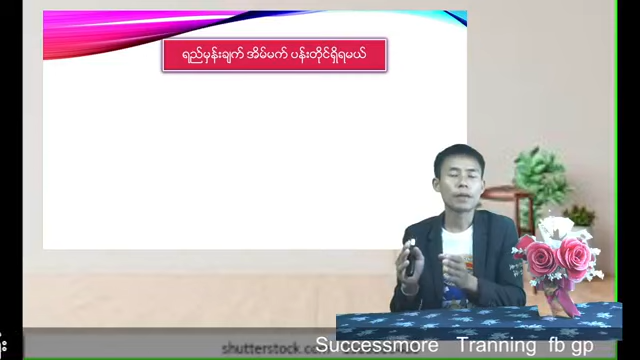 ရည်မှန်းချက် အိမ်မက် ပန်းတိုင်ရှိရမယ်
shutterstock.c
Successmore Tranning fb gp